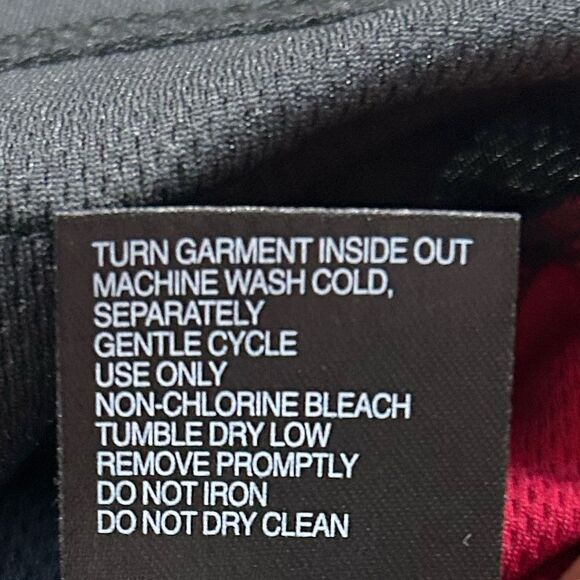 TURN GARMENT INSIDE OUT
MACHINE WASH COLD,
SEPARATELY
GENTLE CYCLE
USE ONLY
NON-CHLORINE BLEACH
TUMBLE DRY LOW
REMOVE PROMPTLY
DO NOT IRON
DO NOT DRY CLEAN